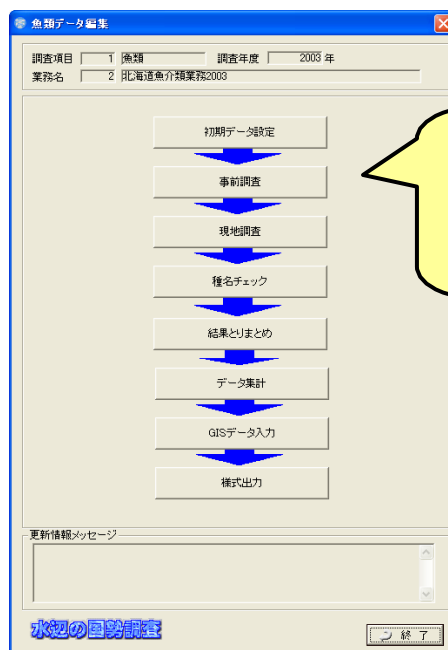 魚類データ編集
調査項目 1 魚類 調査年度 2003 年
業務名 2 北海道魚介類業務2003
初期データ設定
事前調査
現地調査
種名チェック
結果とりまとめ
データ集計
GISデータ入力
様式出力
更新情報メッセージ
水辺の国勢調査
終 了